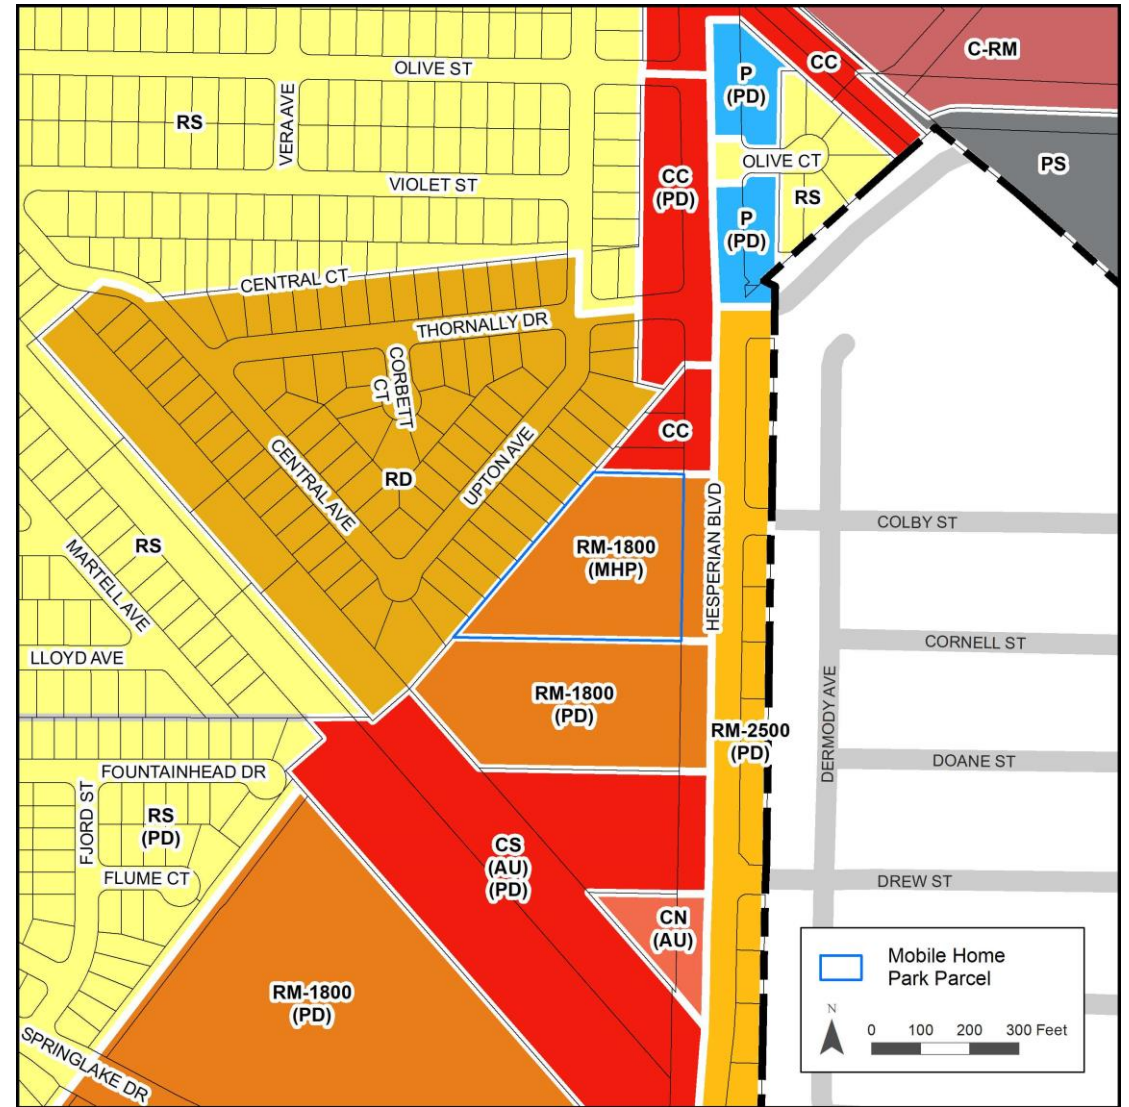 OLIVE ST
VERA AVE
RS
VIOLET ST
CENTRAL CT
THORNALLY DR
CORBETT
CT
CENTRAL AVE
RD
UPTON AVE
RS
MARTELL AVE
LLOYD AVE
FOUNTAINHEAD DR
FJORD ST
RS
(PD)
FLUME CT
SPRINGLAKE DR
RM-1800
(PD)
P
(PD)
CC
C-RM
OLIVE CT
RS
PS
CC
(PD)
P
(PD)
CC
HESPERIAN BLVD
RM-1800
(MHP)
RM-1800
(PD)
RM-2500
(PD)
CS
(AU)
(PD)
CN
(AU)
COLBY ST
CORNELL ST
DERMODY AVE
DOANE ST
DREW ST
Mobile Home
Park Parcel
N
0 100 200 300 Feet